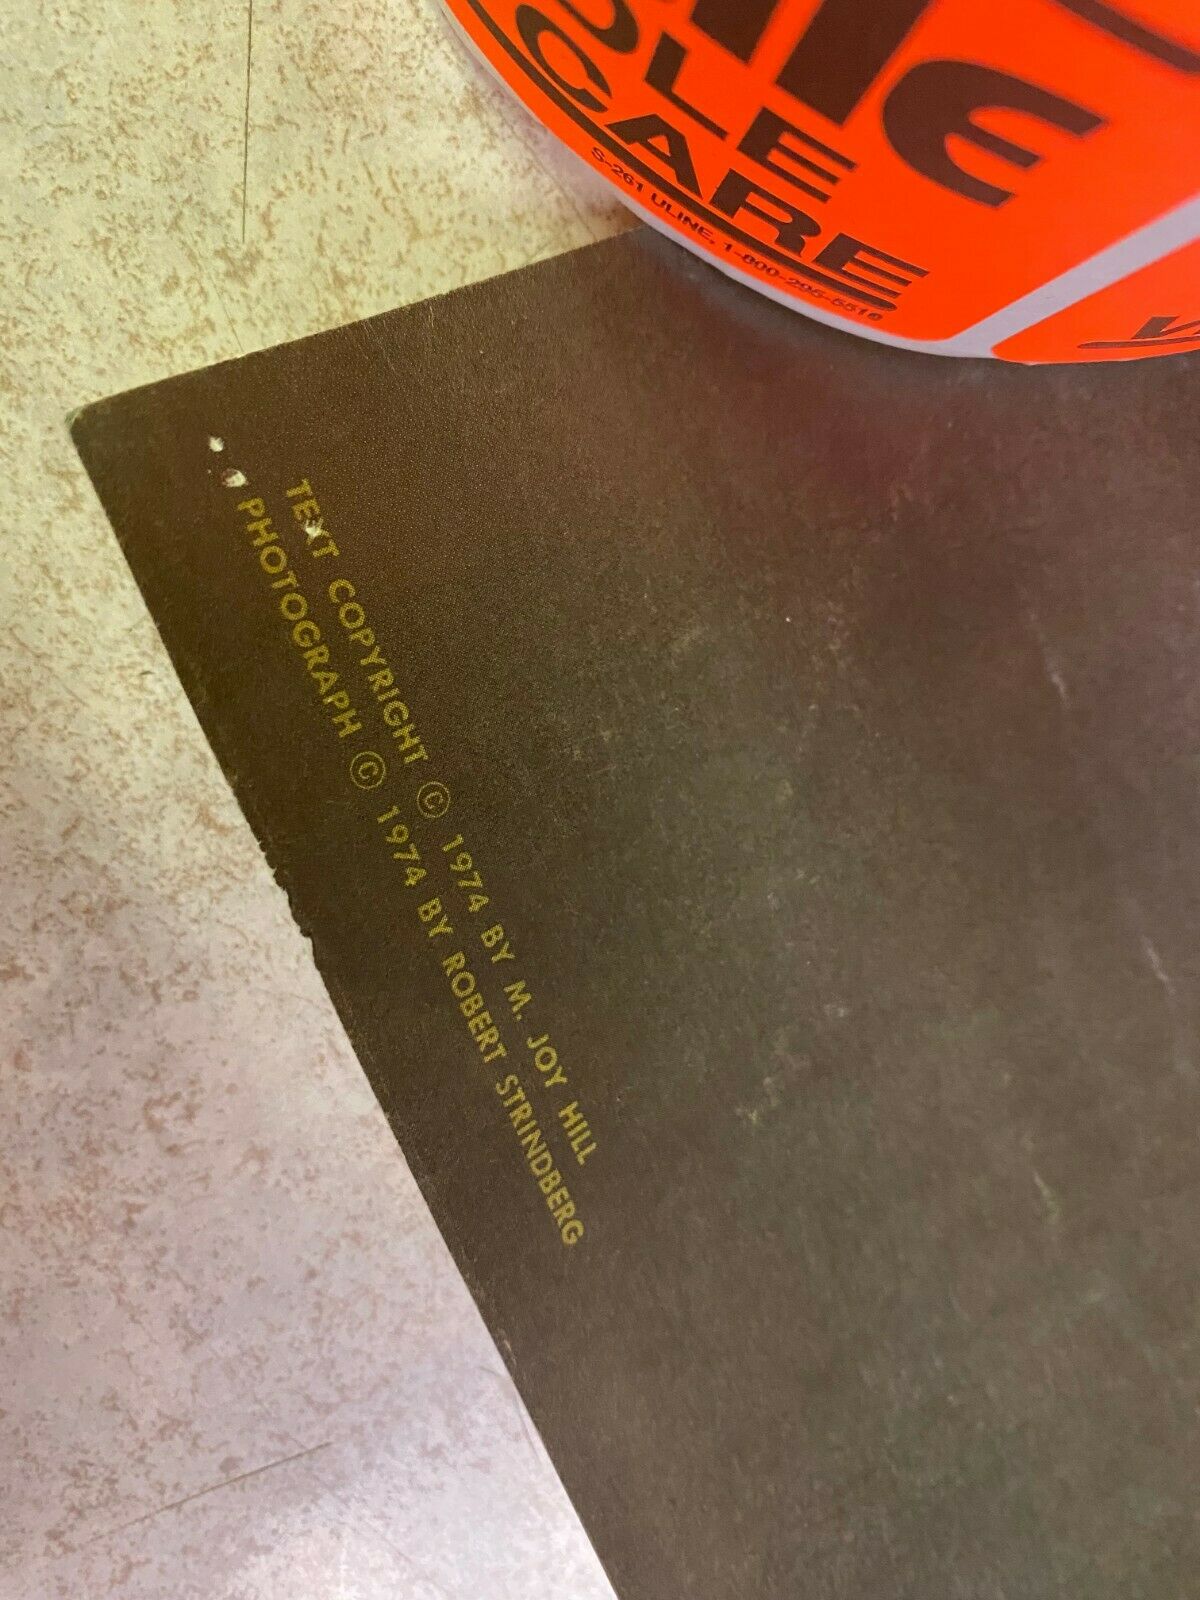 CARE
S-261 ULINE, 1-800-295-5510
TEXT COPYRIGHT © 1974 BY M. JOY HILL
PHOTOGRAPH © 1974 BY ROBERT STRINDBERG